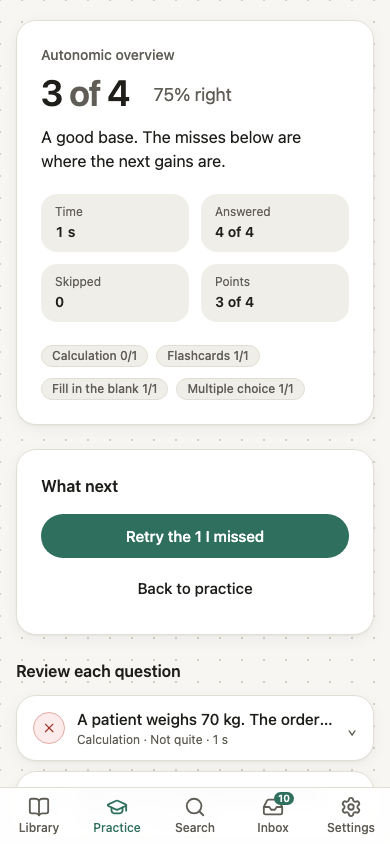 Autonomic overview
3 of 4 75% right
A good base. The misses below are
where the next gains are.
Time
1 s
Answered
4 of 4
Skipped
0
Points
3 of 4
Calculation 0/1
Flashcards 1/1
Fill in the blank 1/1
Multiple choice 1/1
What next
Retry the 1 I missed
Back to practice
Review each question
A patient weighs 70 kg. The order...
Calculation · Not quite · 1 s
10
Library
Practice
Search
Inbox
Settings